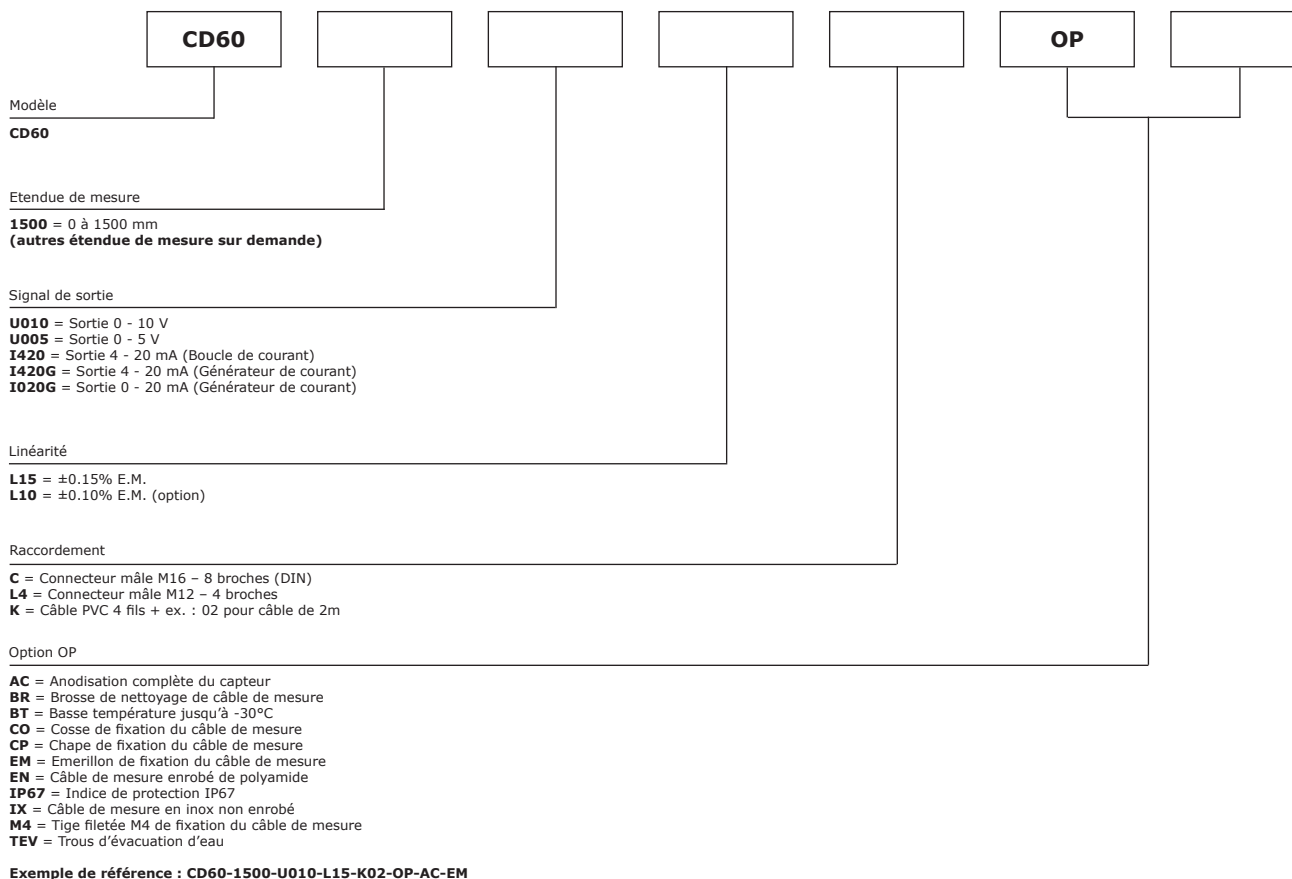 CD60
OP
Modèle
CD60
Etendue de mesure
1500 = 0 à 1500 mm
(autres étendue de mesure sur demande)
Signal de sortie
U010 = Sortie 0 - 10 V
U005 = Sortie 0 - 5 V
I420 = Sortie 4 - 20 mA (Boucle de courant)
I420G = Sortie 4 - 20 mA (Générateur de courant)
I020G = Sortie 0 - 20 mA (Générateur de courant)
Linéarité
L15 = ±0.15% E.M.
L10 = ±0.10% E.M. (option)
Raccordement
C = Connecteur mâle M16 – 8 broches (DIN)
L4 = Connecteur mâle M12 – 4 broches
K = Câble PVC 4 fils + ex. : 02 pour câble de 2m
Option OP
AC = Anodisation complète du capteur
BR = Brosse de nettoyage de câble de mesure
BT = Basse température jusqu’à -30°C
CO = Cosse de fixation du câble de mesure
CP = Chape de fixation du câble de mesure
EM = Emerillon de fixation du câble de mesure
EN = Câble de mesure enrobé de polyamide
IP67 = Indice de protection IP67
IX = Câble de mesure en inox non enrobé
M4 = Tige filetée M4 de fixation du câble de mesure
TEV = Trous d’évacuation d’eau
Exemple de référence : CD60-1500-U010-L15-K02-OP-AC-EM